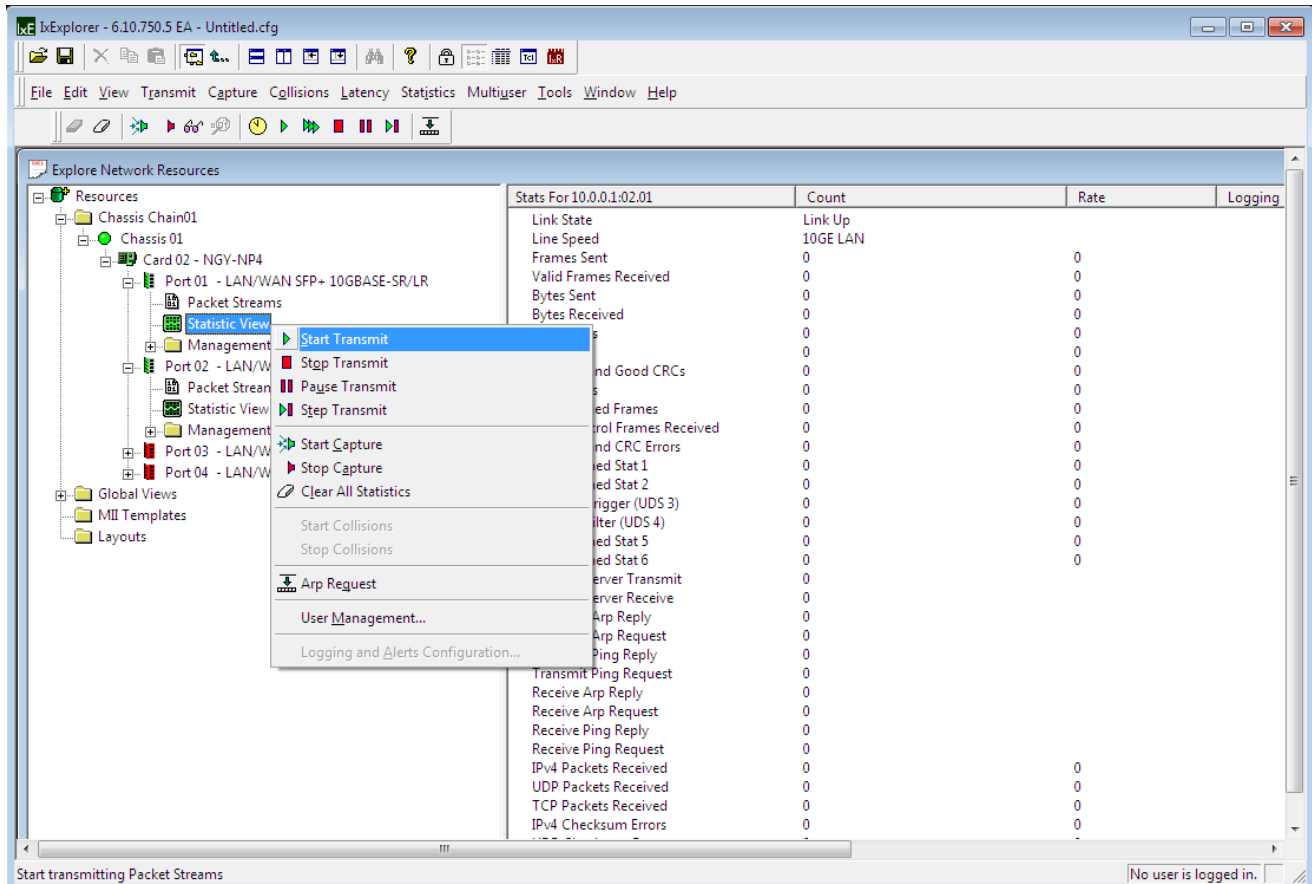 IxE IxExplorer - 6.10.750.5 EA - Untitled.cfg
Tcl IxR
File Edit View Transmit Capture Collisions Latency Statistics Multiuser Tools Window Help
Explore Network Resources
Resources
Chassis Chain01
Chassis 01
Card 02 - NGY-NP4
Port 01 - LAN/WAN SFP+ 10GBASE-SR/LR
Packet Streams
Statistic View
Management
Port 02 - LAN/W
Packet Stream
Statistic View
Management
Port 03 - LAN/W
Port 04 - LAN/W
Global Views
MII Templates
Layouts
Start Transmit
Stop Transmit
Pause Transmit
Step Transmit
Start Capture
Stop Capture
Clear All Statistics
Start Collisions
Stop Collisions
Arp Request
User Management...
Logging and Alerts Configuration...
Stats For 10.0.0.1:02.01 Count Rate Logging
Link State Link Up
Line Speed 10GE LAN
Frames Sent 0 0
Valid Frames Received 0 0
Bytes Sent 0 0
Bytes Received 0 0
s 0 0
0 0
nd Good CRCs 0 0
s 0 0
ed Frames 0 0
rol Frames Received 0 0
nd CRC Errors 0 0
ed Stat 1 0 0
ed Stat 2 0 0
rigger (UDS 3) 0 0
ilter (UDS 4) 0 0
ed Stat 5 0 0
ed Stat 6 0 0
erver Transmit 0
erver Receive 0
Arp Reply 0
Arp Request 0
Ping Reply 0
Transmit Ping Request 0
Receive Arp Reply 0
Receive Arp Request 0
Receive Ping Reply 0
Receive Ping Request 0
IPv4 Packets Received 0 0
UDP Packets Received 0 0
TCP Packets Received 0 0
IPv4 Checksum Errors 0 0
Start transmitting Packet Streams No user is logged in.